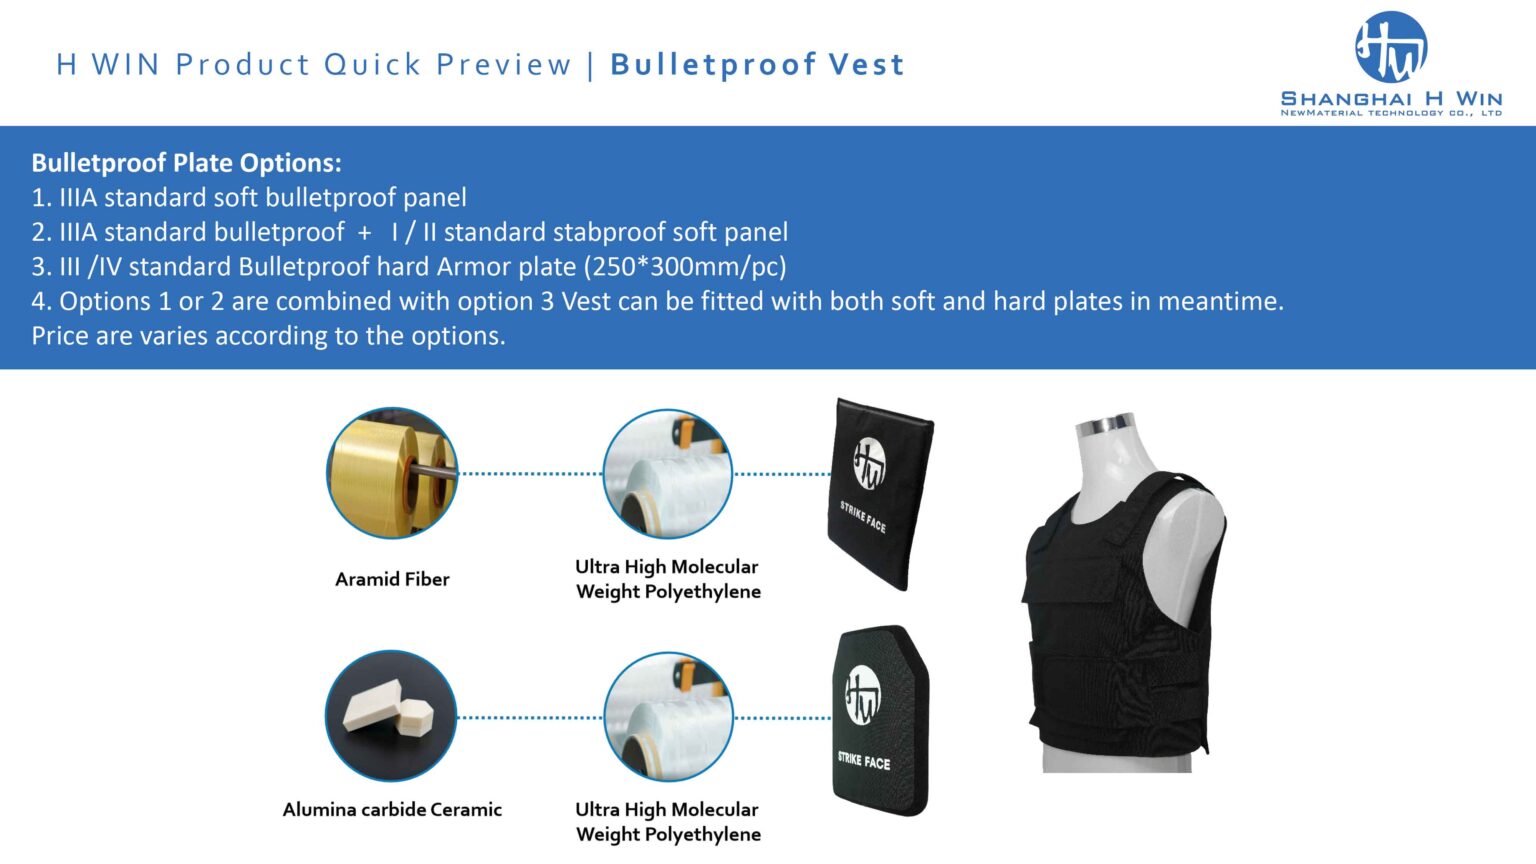 H WIN Product Quick Preview | Bulletproof Vest
SHANGHAI H WIN
NEWMATERIAL TECHNOLOGY CO., LTD
Bulletproof Plate Options:
1. IIIA standard soft bulletproof panel
2. IIIA standard bulletproof + I / II standard stabproof soft panel
3. III /IV standard Bulletproof hard Armor plate (250*300mm/pc)
4. Options 1 or 2 are combined with option 3 Vest can be fitted with both soft and hard plates in meantime.
Price are varies according to the options.
STRIKE FACE
Aramid Fiber
Ultra High Molecular
Weight Polyethylene
STRIKE FACE
Alumina carbide Ceramic
Ultra High Molecular
Weight Polyethylene